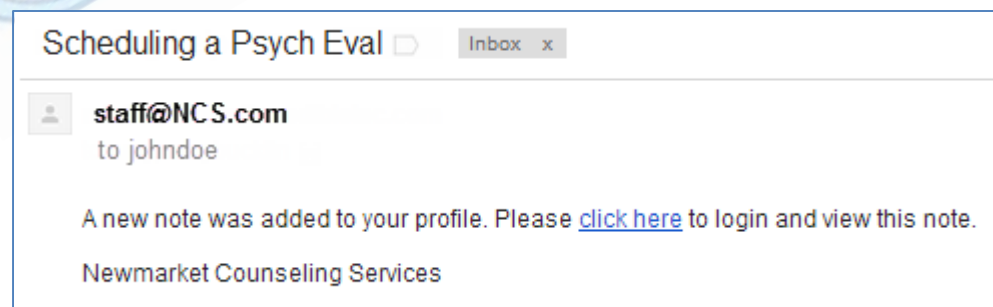 Scheduling a Psych Eval Inbox x
staff@NCS.com
to johndoe
A new note was added to your profile. Please click here to login and view this note.
Newmarket Counseling Services